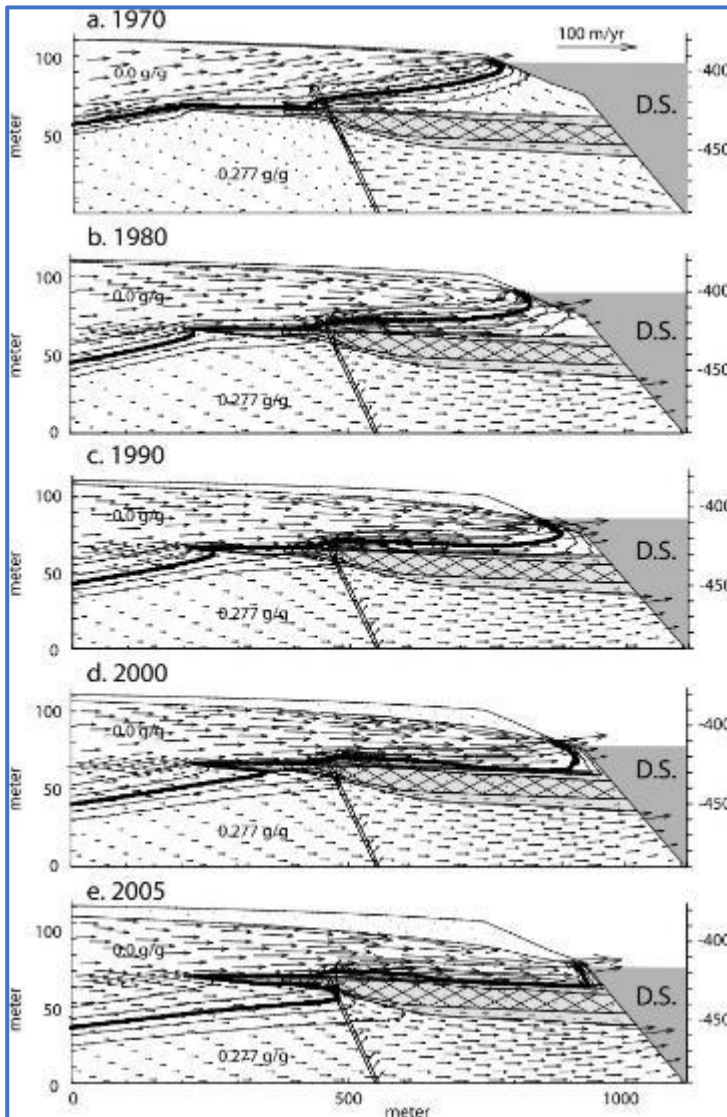 a. 1970
100 m/yr
100
0.0 g/g
-400
D.S.
meter
50
-450
0.277 g/g
b. 1980
100
0.0 g/g
-400
D.S.
meter
50
-450
0.277 g/g
0
c. 1990
100
0.0 g/g
-400
D.S.
meter
50
-450
0.277 g/g
0
d. 2000
100
0.0 g/g
-400
D.S.
meter
50
-450
0.277 g/g
0
e. 2005
100
0.0 g/g
-400
D.S.
meter
50
-450
0.277 g/g
0
0 500 1000
meter